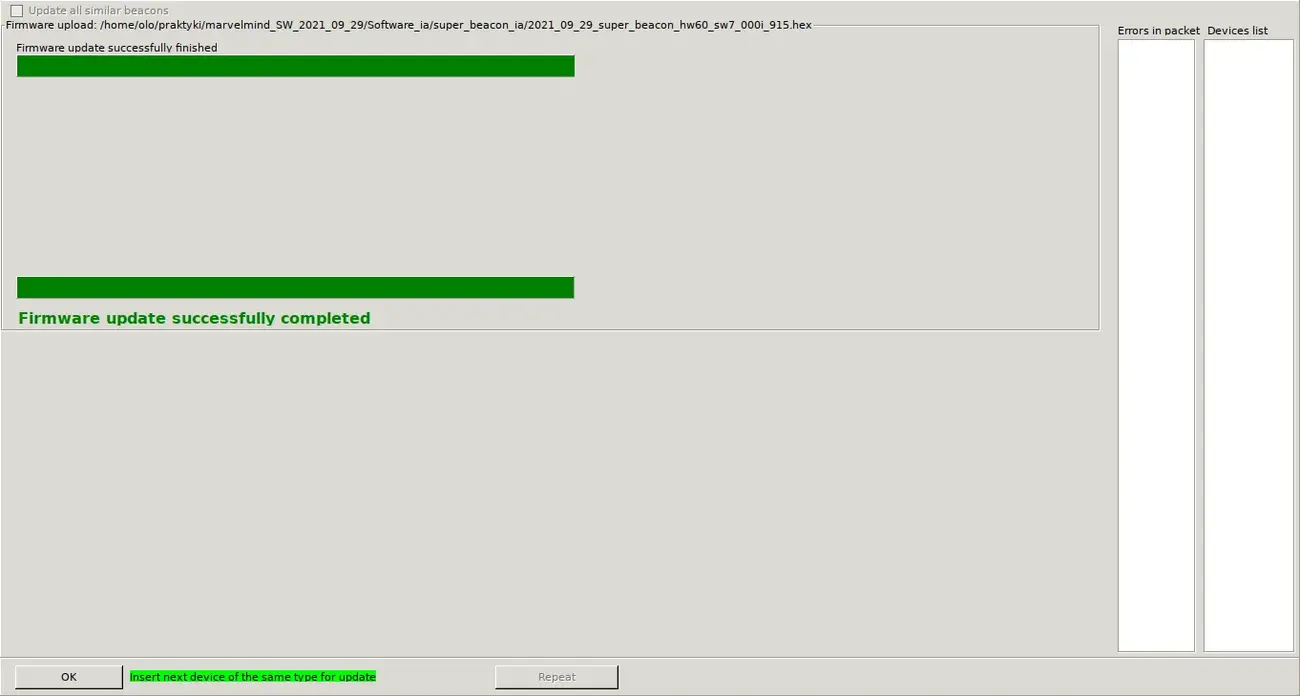 Update all similar beacons
Firmware upload: /home/olo/praktyki/marvelmind_SW_2021_09_29/Software_ia/super_beacon_ia/2021_09_29_super_beacon_hw60_sw7_000i_915.hex
Errors in packet
Devices list
Firmware update successfully finished
Firmware update successfully completed
OK
Insert next device of the same type for update
Repeat